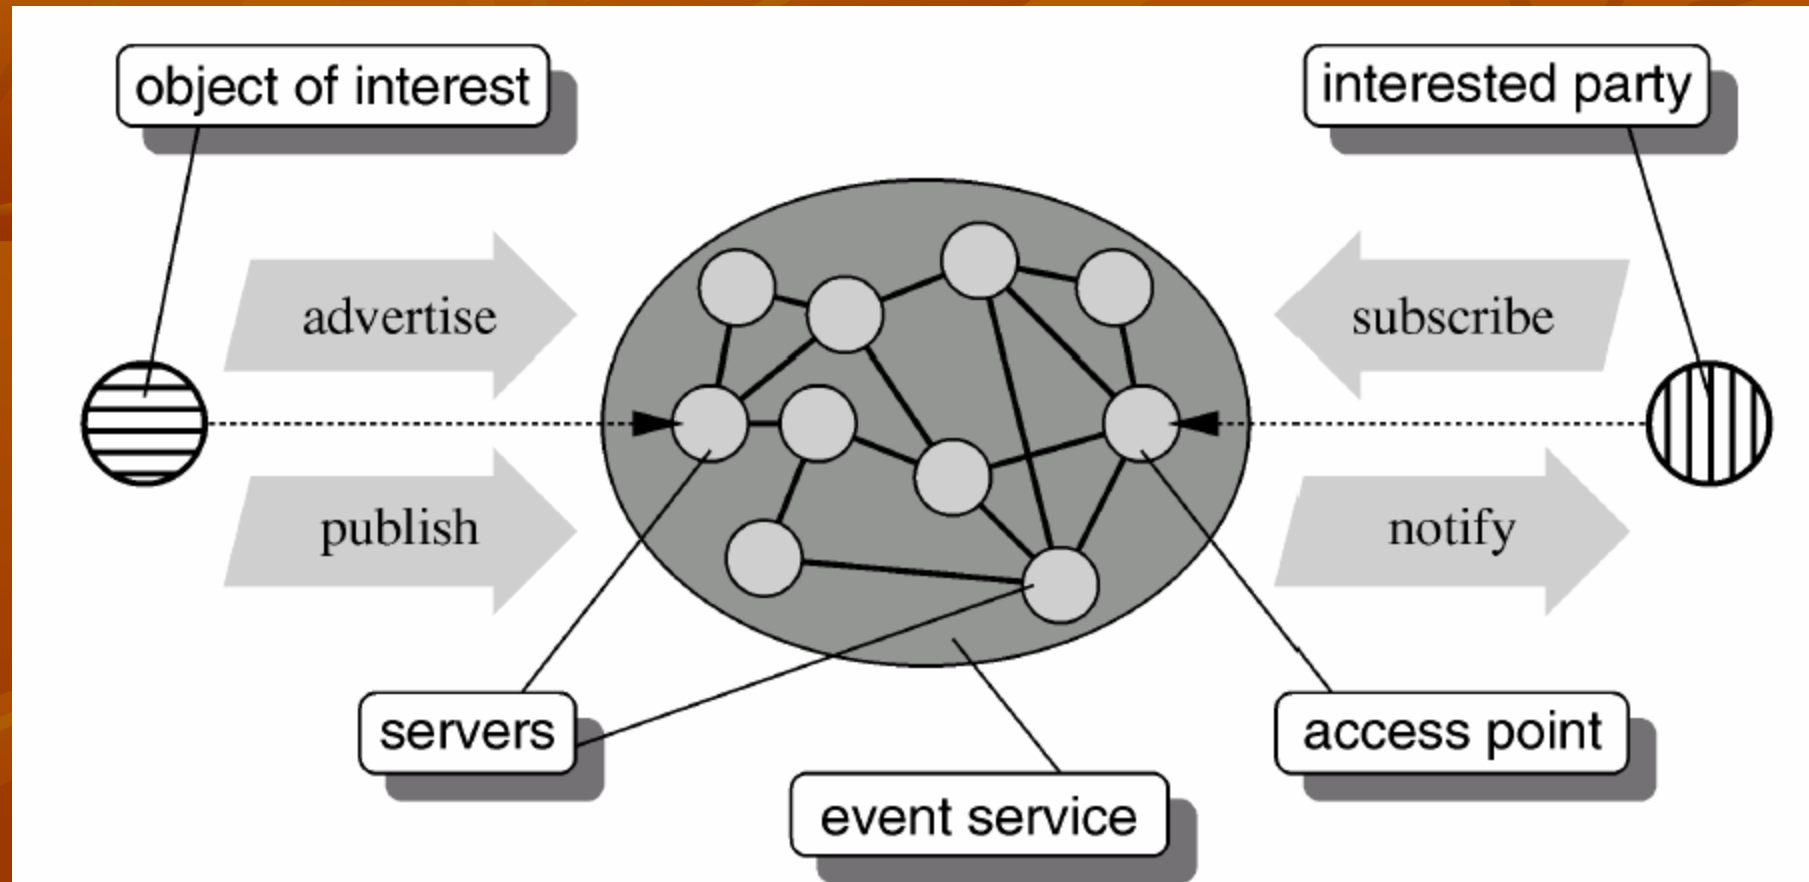 object of interest
interested party
advertise
subscribe
publish
notify
servers
access point
event service